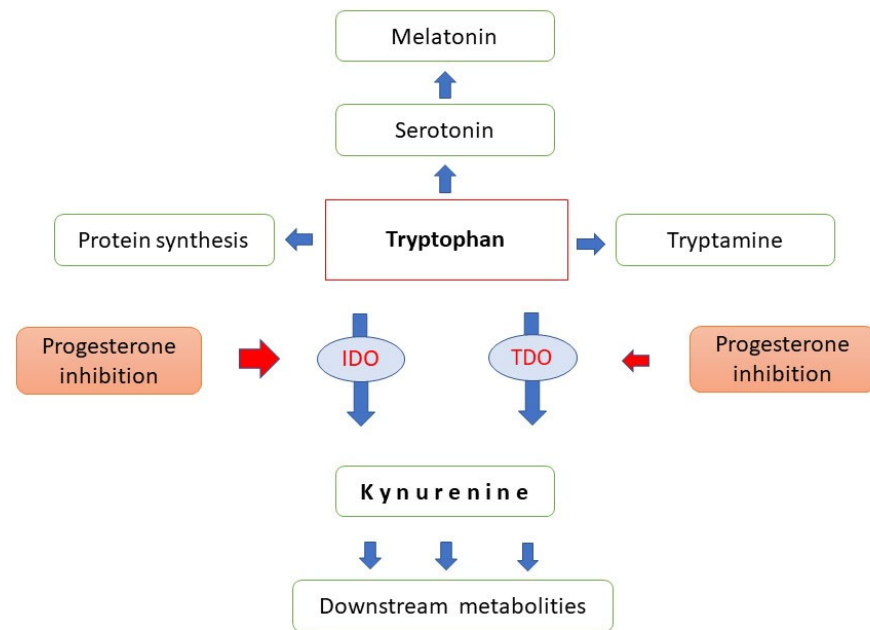 Melatonin
Serotonin
Protein synthesis
Tryptophan
Tryptamine
Progesterone
inhibition
IDO
TDO
Progesterone
inhibition
Kynurenine
Downstream metabolities